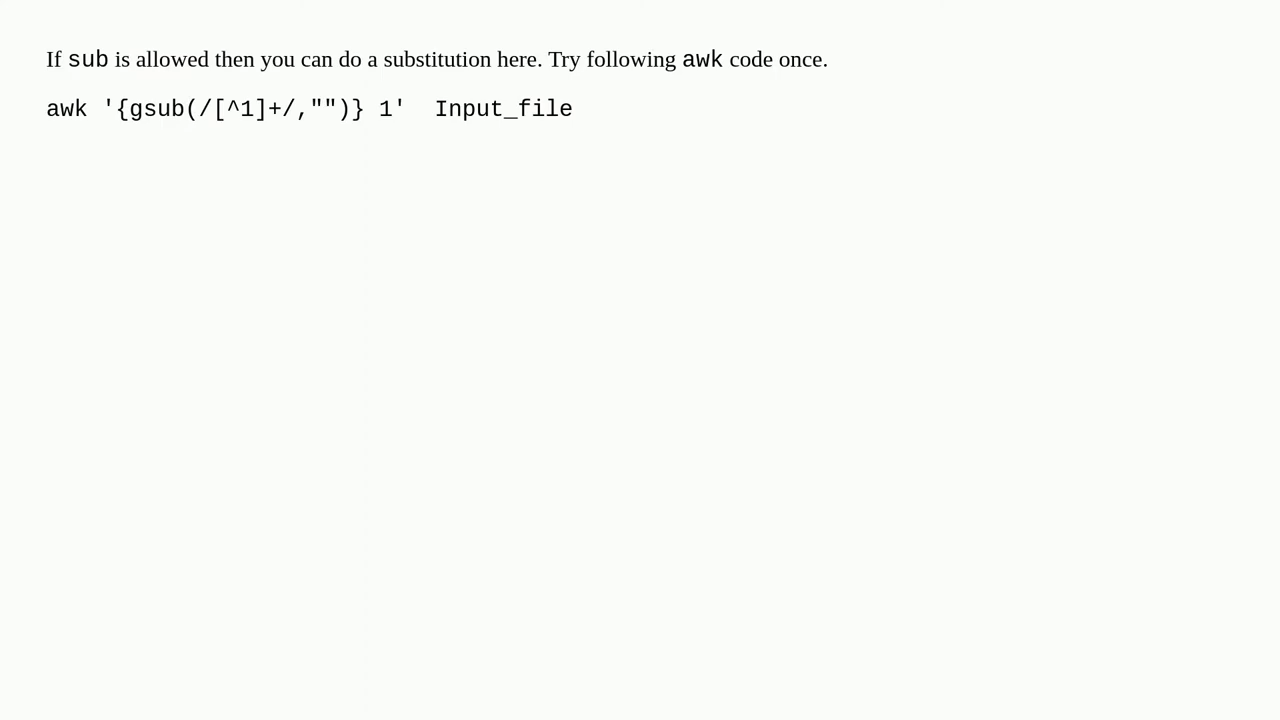 If sub is allowed then you can do a substitution here. Try following awk code once.
awk '{gsub(/[^1]+/,"")} 1'  Input_file